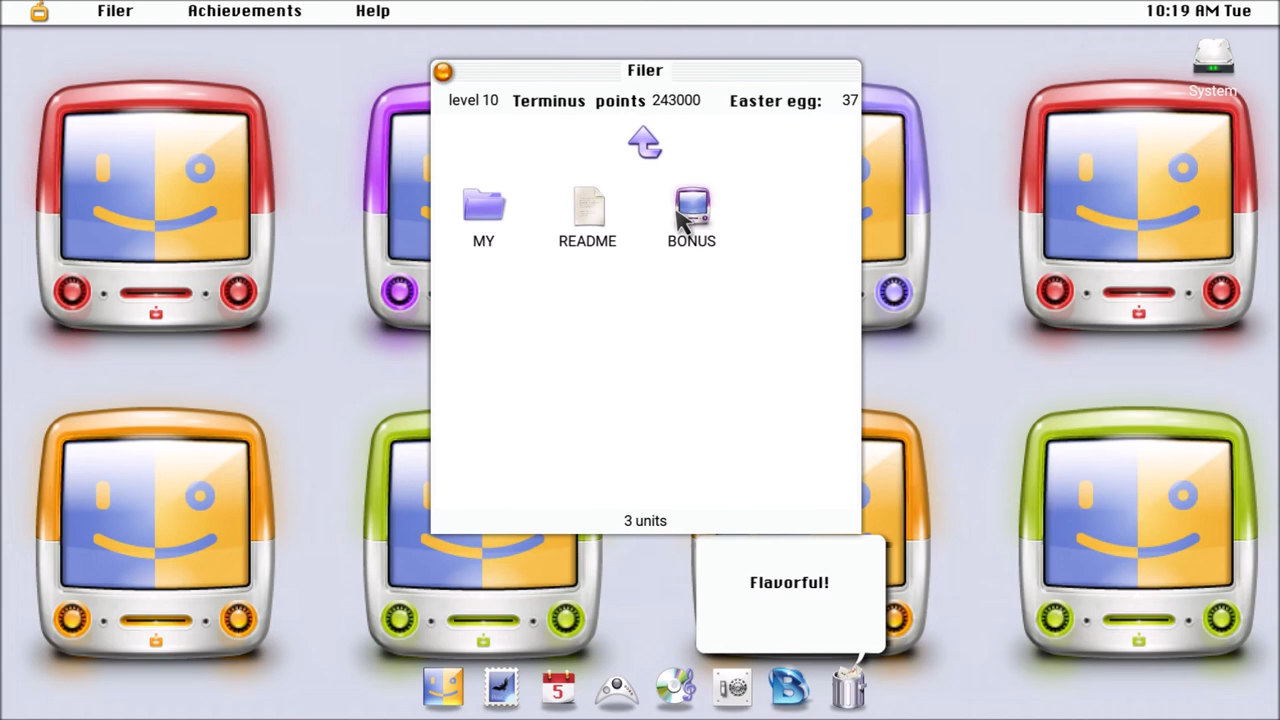 Filer Achievements Help 10:19 AM Tue
Filer
level 10 Terminus points 243000 Easter egg: 37
System
MY README BONUS
3 units
Flavorful!
5
B